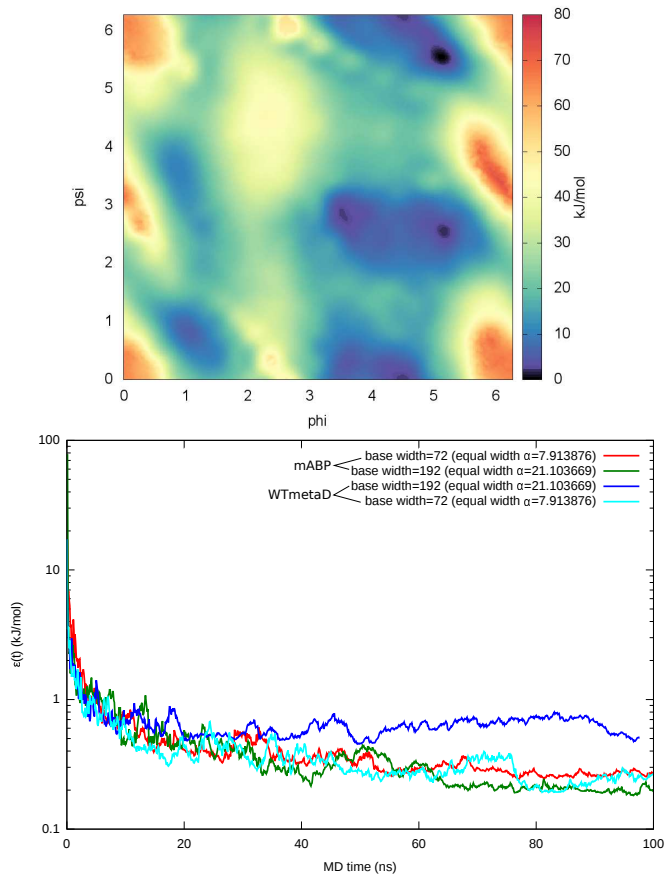 6
5
4
3
2
1
0
psi
0 1 2 3 4 5 6
phi
80
70
60
50
40
30
20
10
0
kJ/mol
100
10
1
0.1
ε(t) (kJ/mol)
mABP
base width=72 (equal width α=7.913876)
base width=192 (equal width α=21.103669)
WTmetaD
base width=192 (equal width α=21.103669)
base width=72 (equal width α=7.913876)
0 20 40 60 80 100
MD time (ns)